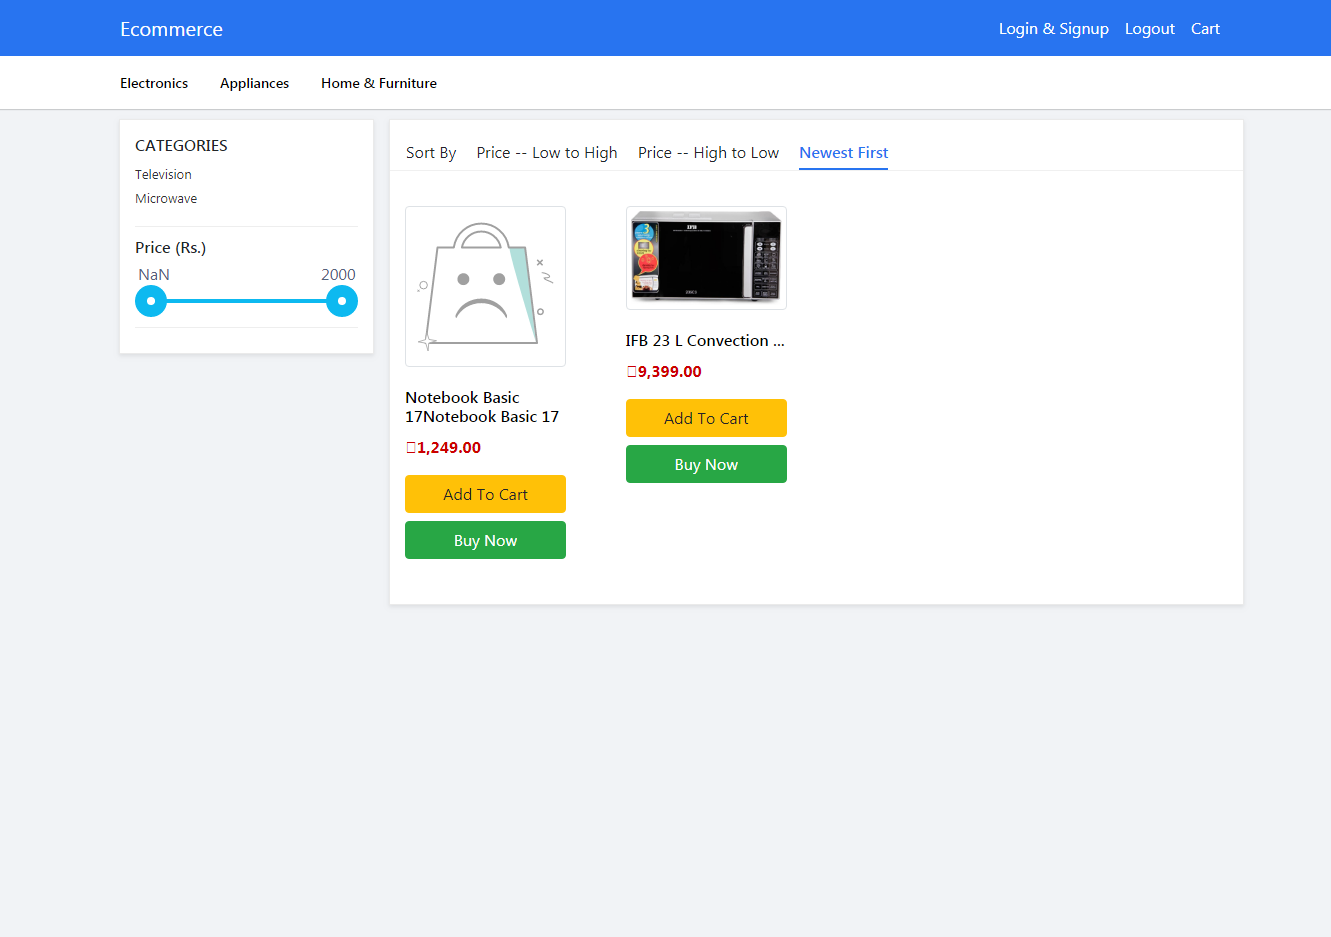 Ecommerce
Login & Signup Logout Cart
Electronics Appliances Home & Furniture
CATEGORIES
Television
Microwave
Price (Rs.)
NaN 2000
Sort By Price -- Low to High Price -- High to Low Newest First
Notebook Basic
17Notebook Basic 17
1,249.00
Add To Cart
Buy Now
IFB
3
IFB 23 L Convection ...
9,399.00
Add To Cart
Buy Now